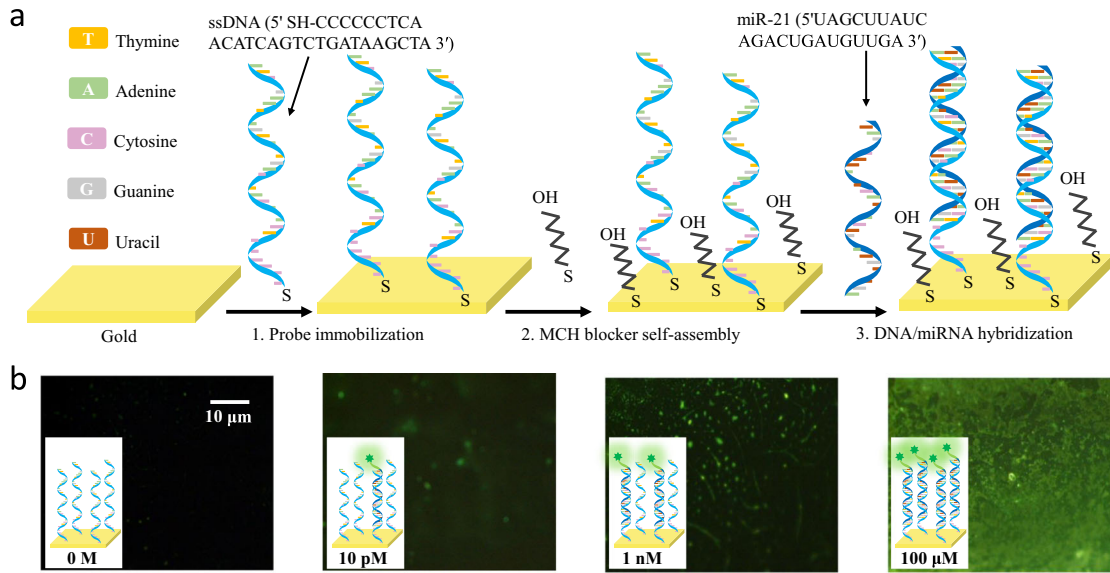 a
ssDNA (5' SH-CCCCCCTCA
ACATCAGTCTGATAAGCTA 3′)
miR-21 (5'UAGCUUAUC
AGACUGAUGUUGA 3′)
T Thymine
A Adenine
C Cytosine
G Guanine
U Uracil
Gold
S
1. Probe immobilization
S
S
OH
S
2. MCH blocker self-assembly
OH
S
S
OH
S
S
OH
S
3. DNA/miRNA hybridization
OH
S
S
OH
S
S
OH
S
b
10 μm
0 M
10 pM
1 nM
100 μM